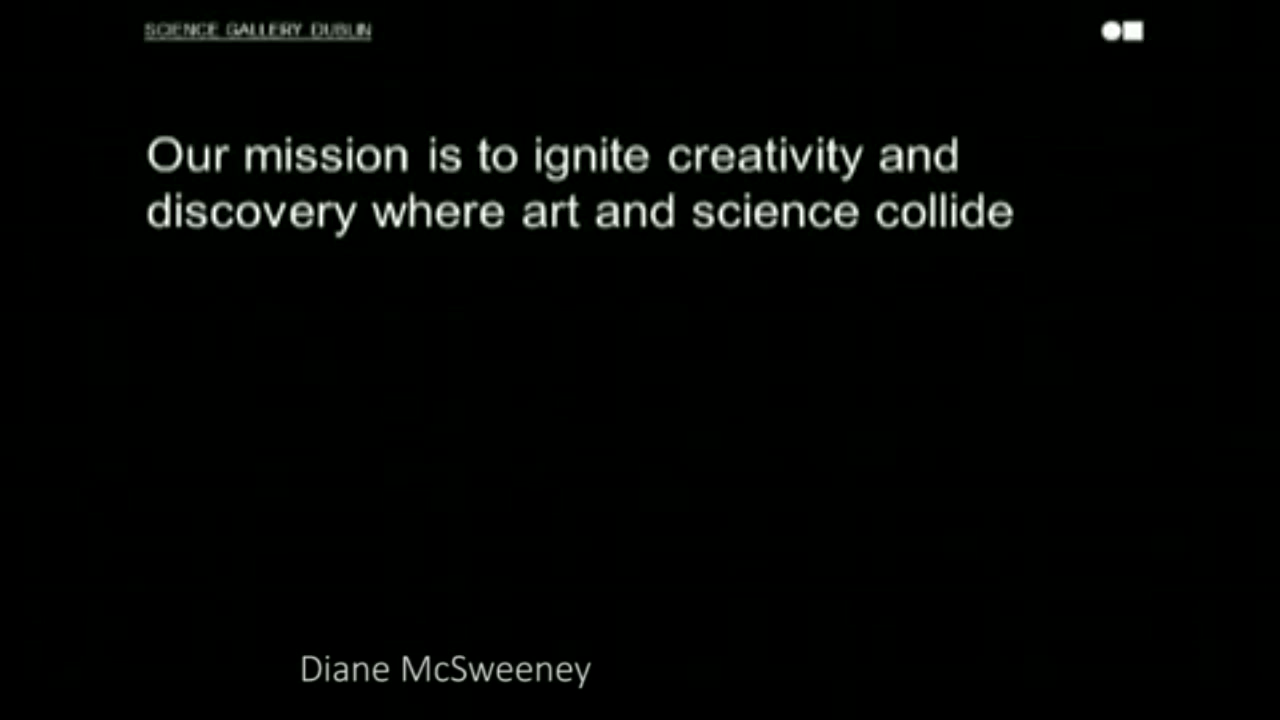 SCIENCE GALLERY DUBLIN
Our mission is to ignite creativity and
discovery where art and science collide
Diane McSweeney